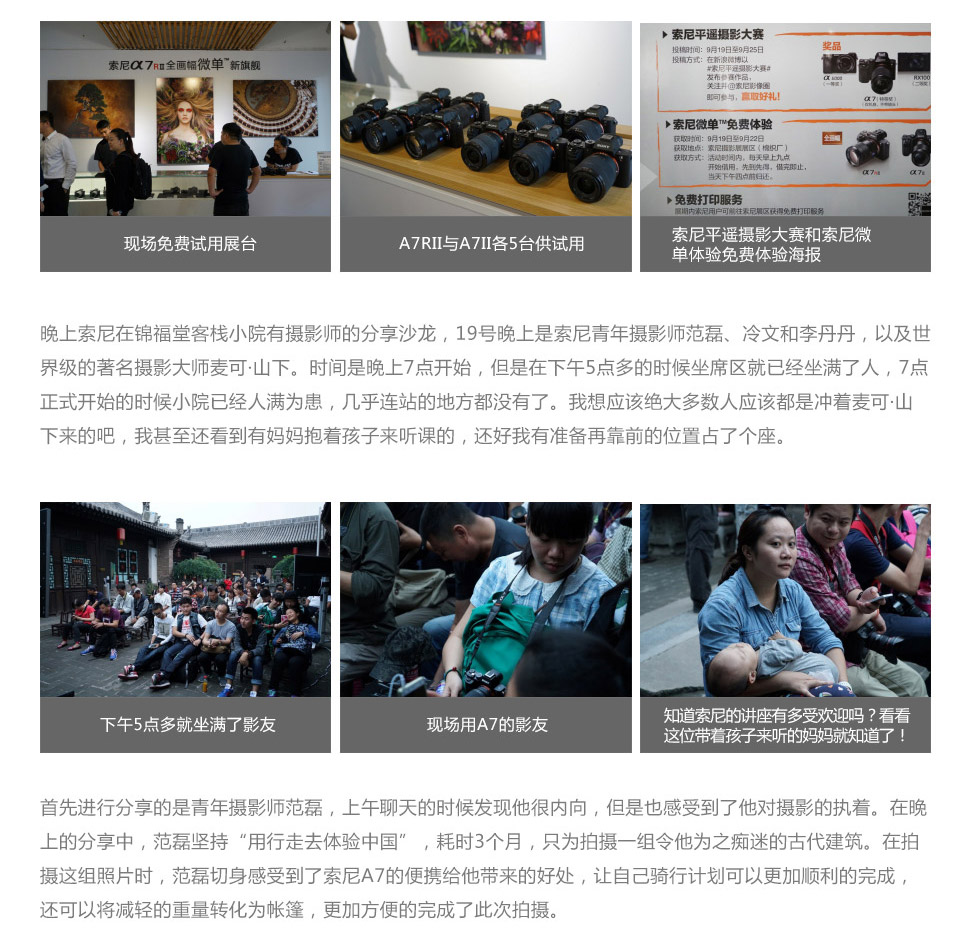 索尼α7RII全画幅微单™新旗舰
索尼平遥摄影大赛
投稿时间：9月19日至9月25日
投稿方式：在新浪微博以
#索尼平遥摄影大赛#
发布参赛作品，
关注并@索尼影像圈
即可参与，赢取好礼!
奖品
α7
RX100
索尼微单™免费体验
获取时间：9月19日至9月22日
获取地点：索尼摄影展展区（棉织厂）
获取方式：活动时间内，每天早上九点
开始借用，先到先得，借完即止，
当天下午四点前归还。
全画幅
α7RII
α7II
免费打印服务
展期内索尼用户可前往索尼展区获得免费打印服务
现场免费试用展台
A7RII与A7II各5台供试用
索尼平遥摄影大赛和索尼微
单体验免费体验海报
晚上索尼在锦福堂客栈小院有摄影师的分享沙龙，19号晚上是索尼青年摄影师范磊、冷文和李丹丹，以及世
界级的著名摄影大师麦可·山下。时间是晚上7点开始，但是在下午5点多的时候坐席区就已经坐满了人，7点
正式开始的时候小院已经人满为患，几乎连站的地方都没有了。我想应该绝大多数人应该都是冲着麦可·山
下来的吧，我甚至还看到有妈妈抱着孩子来听课的，还好我有准备再靠前的位置占了个座。
下午5点多就坐满了影友
现场用A7的影友
知道索尼的讲座有多受欢迎吗？看看
这位带着孩子来听的妈妈就知道了！
首先进行分享的是青年摄影师范磊，上午聊天的时候发现他很内向，但是也感受到了他对摄影的执着。在晚
上的分享中，范磊坚持“用行走去体验中国”，耗时3个月，只为拍摄一组令他为之痴迷的古代建筑。在拍
摄这组照片时，范磊切身感受到了索尼A7的便携给他带来的好处，让自己骑行计划可以更加顺利的完成，
还可以将减轻的重量转化为帐篷，更加方便的完成了此次拍摄。